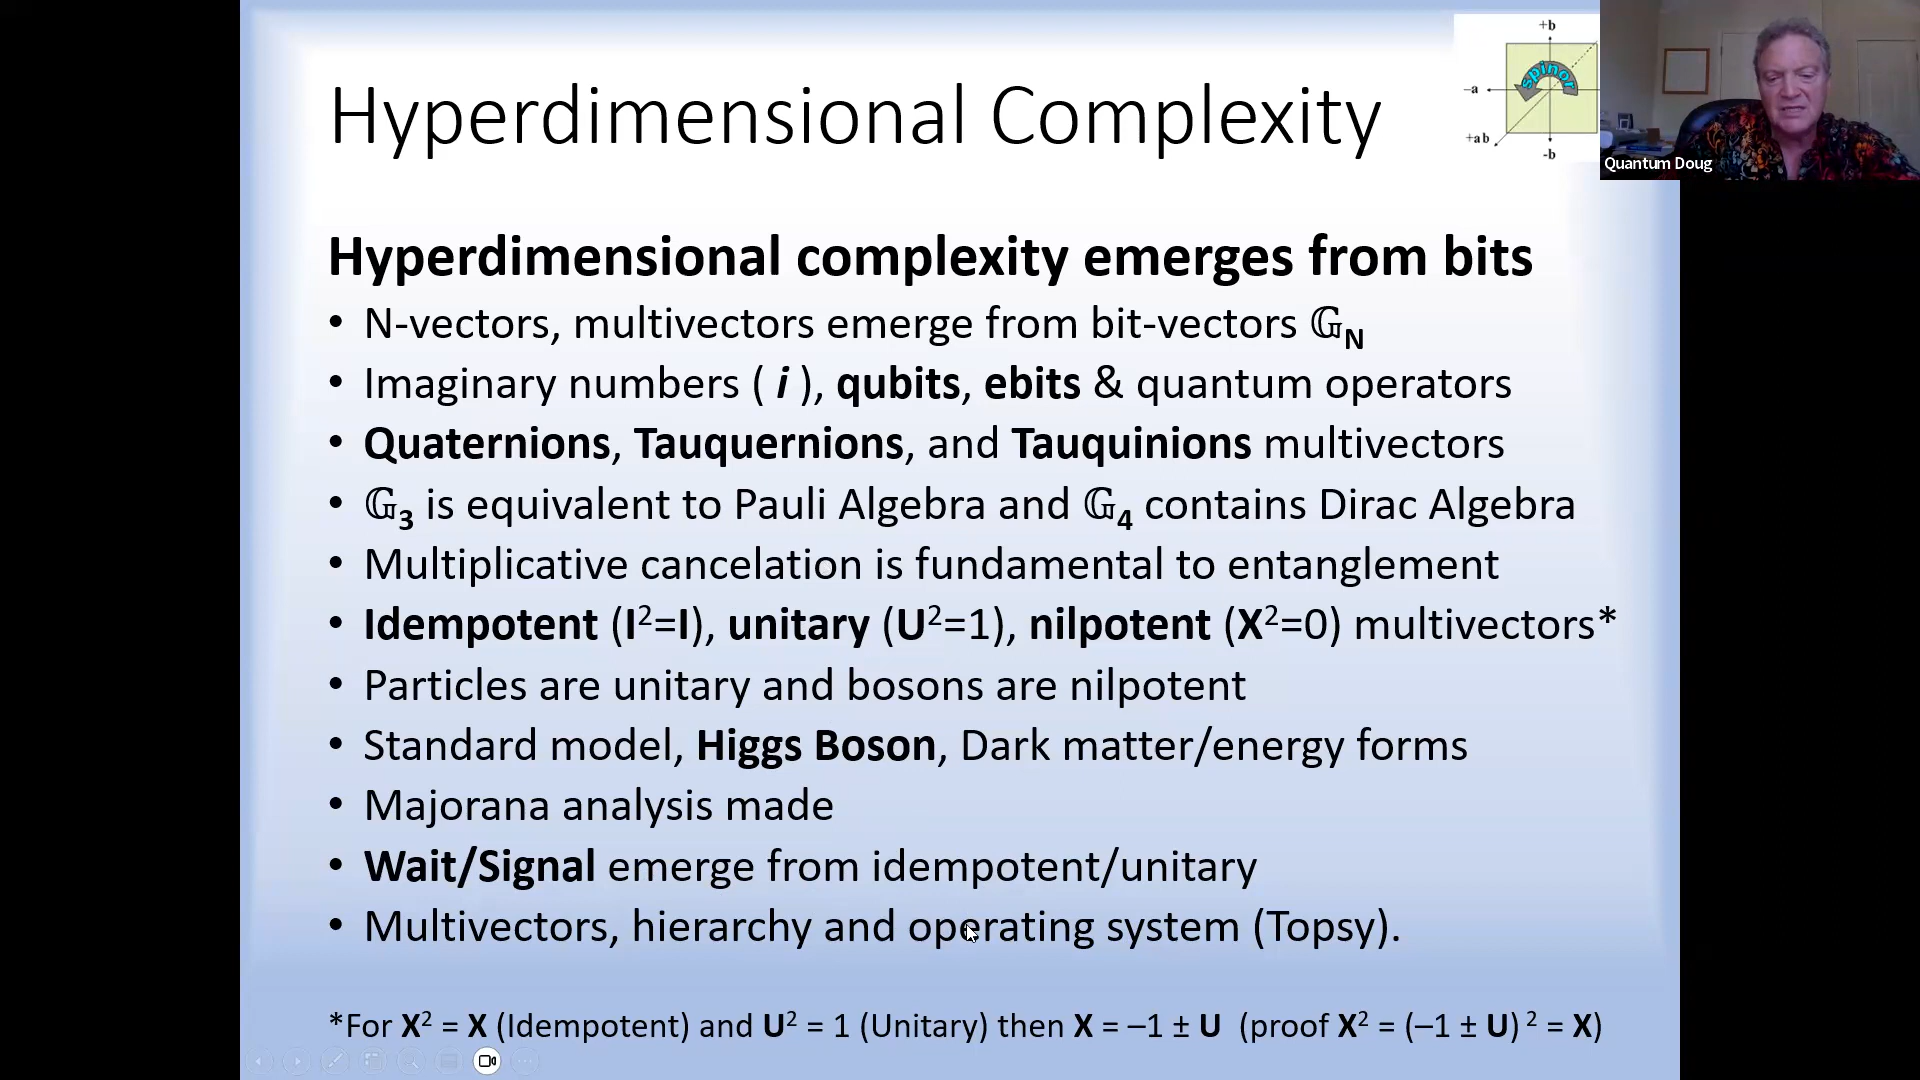 Hyperdimensional Complexity
+b
spinor
-a
+ab
-b
Quantum Doug
Hyperdimensional complexity emerges from bits
• N-vectors, multivectors emerge from bit-vectors 𝔾N
• Imaginary numbers ( i ), qubits, ebits & quantum operators
• Quaternions, Tauquernions, and Tauquinions multivectors
• 𝔾3 is equivalent to Pauli Algebra and 𝔾4 contains Dirac Algebra
• Multiplicative cancelation is fundamental to entanglement
• Idempotent (I²=I), unitary (U²=1), nilpotent (X²=0) multivectors*
• Particles are unitary and bosons are nilpotent
• Standard model, Higgs Boson, Dark matter/energy forms
• Majorana analysis made
• Wait/Signal emerge from idempotent/unitary
• Multivectors, hierarchy and operating system (Topsy).
*For X² = X (Idempotent) and U² = 1 (Unitary) then X = –1 ± U (proof X² = (–1 ± U) ² = X)